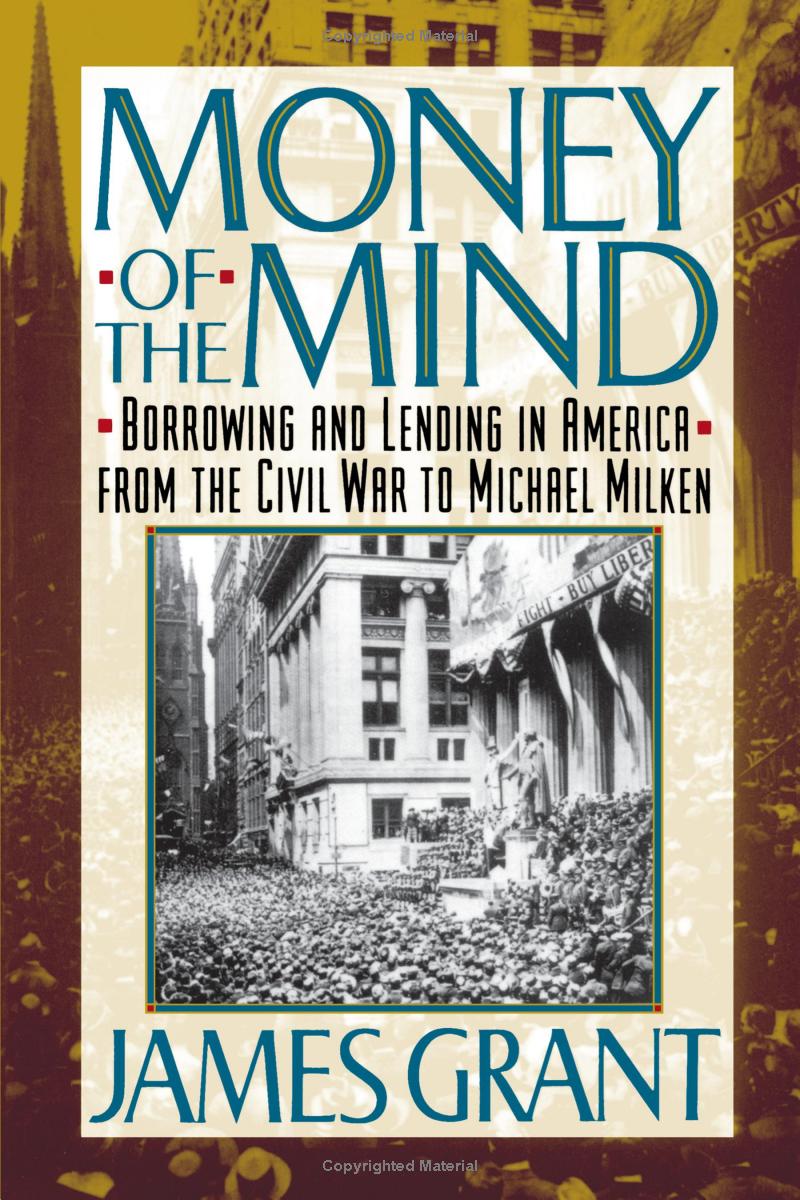 Copyrighted Material
MONEY
·OF·
THE MIND
·BORROWING AND LENDING IN AMERICA·
FROM THE CIVIL WAR TO MICHAEL MILKEN
FIGHT · BUY LIBER
JAMES GRANT
Copyrighted Material